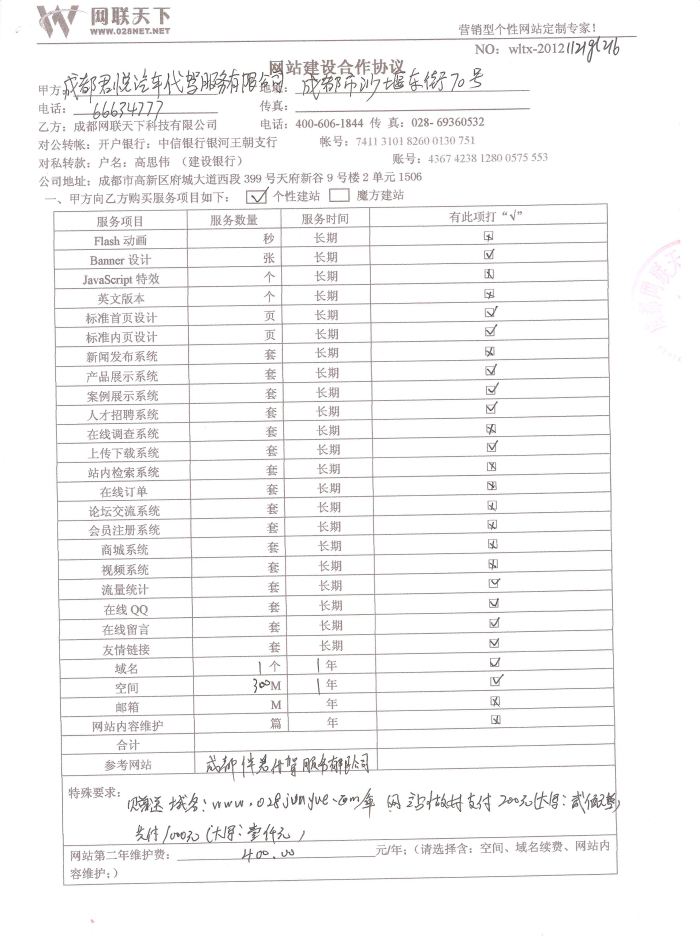 网联天下
WWW.028NET.NET
营销型个性网站定制专家！
NO：wltx-2012
网站建设合作协议
甲方：成都君悦汽车代驾服务有限公司 地址：成都市沙堰东街70号
电话：66634777 传真：
乙方：成都网联天下科技有限公司 电话：400-606-1844 传 真：028- 69360532
对公转帐：开户银行：中信银行银河王朝支行 帐号：7411 3101 8260 0130 751
对私转款：户名：高思伟 （建设银行） 账号：4367 4238 1280 0575 553
公司地址：成都市高新区府城大道西段 399 号天府新谷 9 号楼 2 单元 1506
一、甲方向乙方购买服务项目如下： ☑ 个性建站 □ 魔方建站
服务项目 服务数量 服务时间 有此项打“√”
Flash 动画 秒 长期
Banner 设计 张 长期 ☑
JavaScript 特效 个 长期
英文版本 个 长期
标准首页设计 页 长期 ☑
标准内页设计 页 长期 ☑
新闻发布系统 套 长期
产品展示系统 套 长期 ☑
案例展示系统 套 长期 ☑
人才招聘系统 套 长期 ☑
在线调查系统 套 长期
上传下载系统 套 长期 ☑
站内检索系统 套 长期
在线订单 套 长期
论坛交流系统 套 长期
会员注册系统 套 长期
商城系统 套 长期
视频系统 套 长期
流量统计 套 长期 ☑
在线 QQ 套 长期 ☑
在线留言 套 长期 ☑
友情链接 套 长期 ☑
域名 1 个 1 年 ☑
空间 300M 1 年 ☑
邮箱 M 年
网站内容维护 篇 年
合计
参考网站 成都伴君代驾服务有限公司
特殊要求：
赠送域名：www.028junyue.com 网站做好支付 200元（大写：贰佰元整）
先付1000元（大写：壹仟元）
网站第二年维护费：400.00元/年；（请选择含：空间、域名续费、网站内
容维护；）